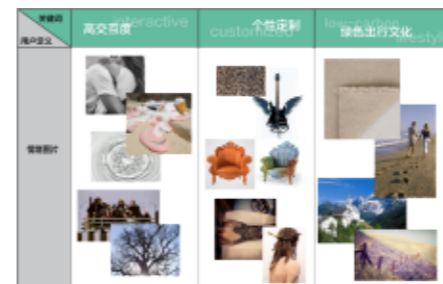 关键词
用户定义
interactive
高交互度
customized
个性定制
low-carbon
绿色出行文化
lifestyle
情境图片